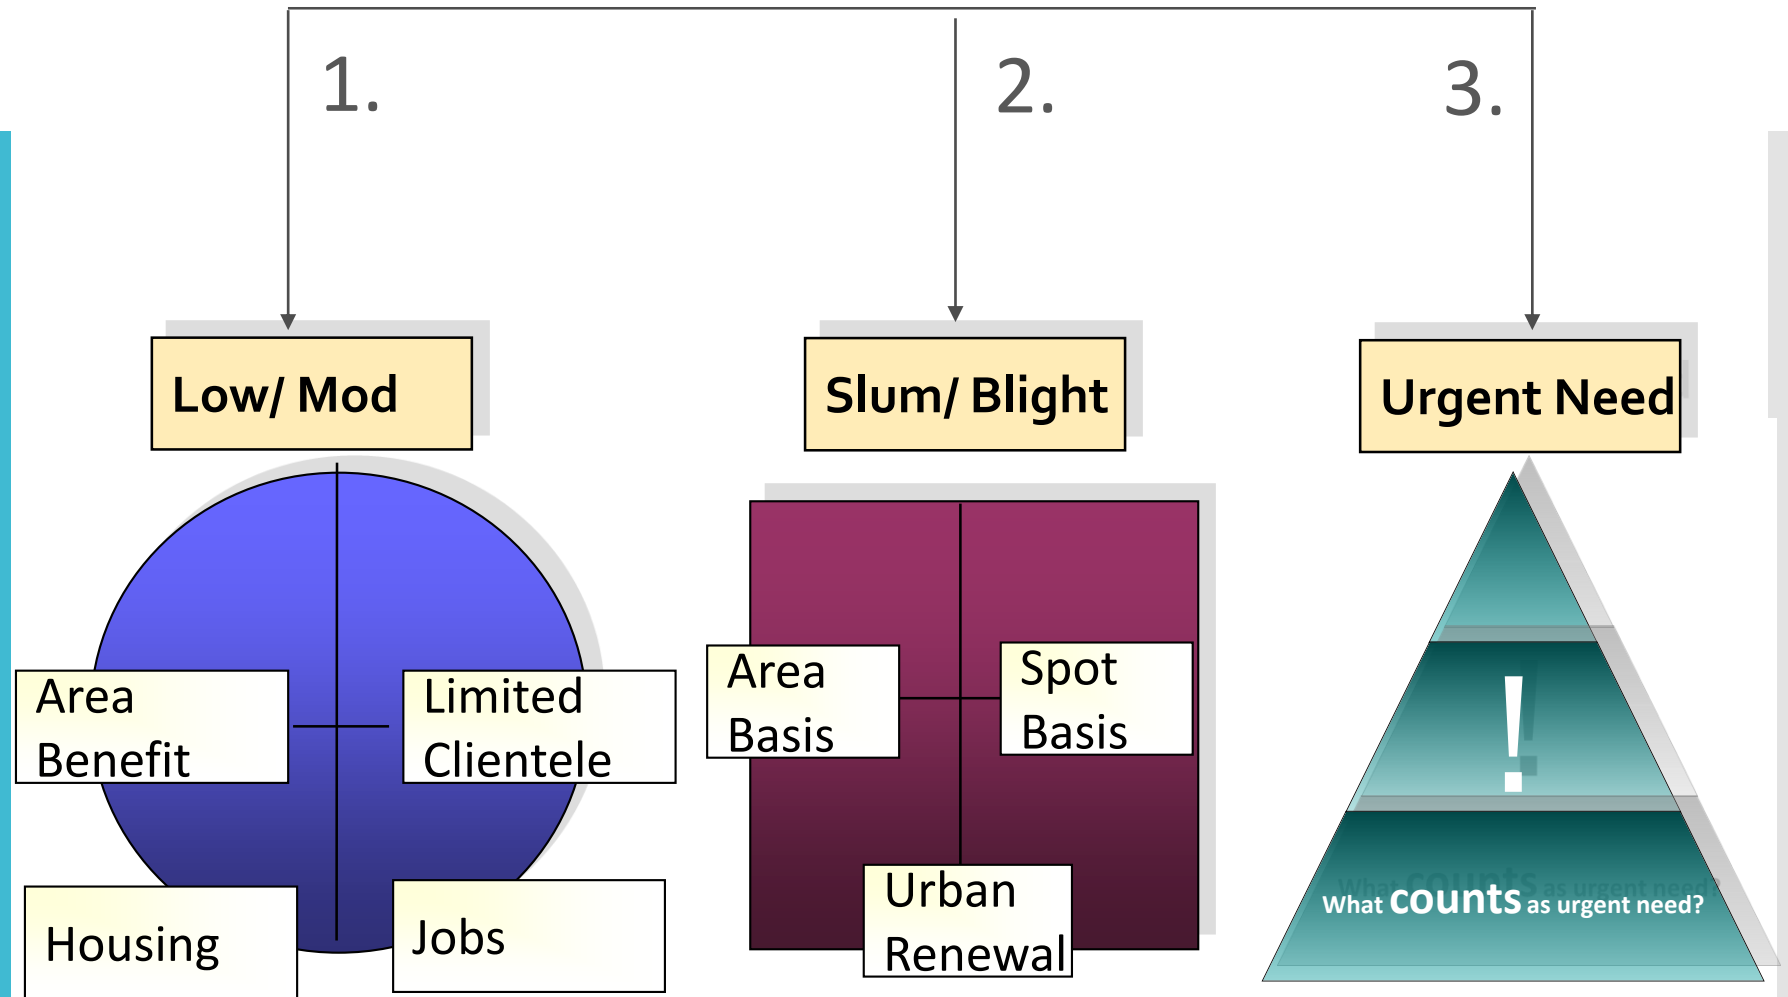 1.
2.
3.
Low/ Mod
Slum/ Blight
Urgent Need
Area
Benefit
Limited
Clientele
Housing
Jobs
Area
Basis
Spot
Basis
Urban
Renewal
!
What counts as urgent need?